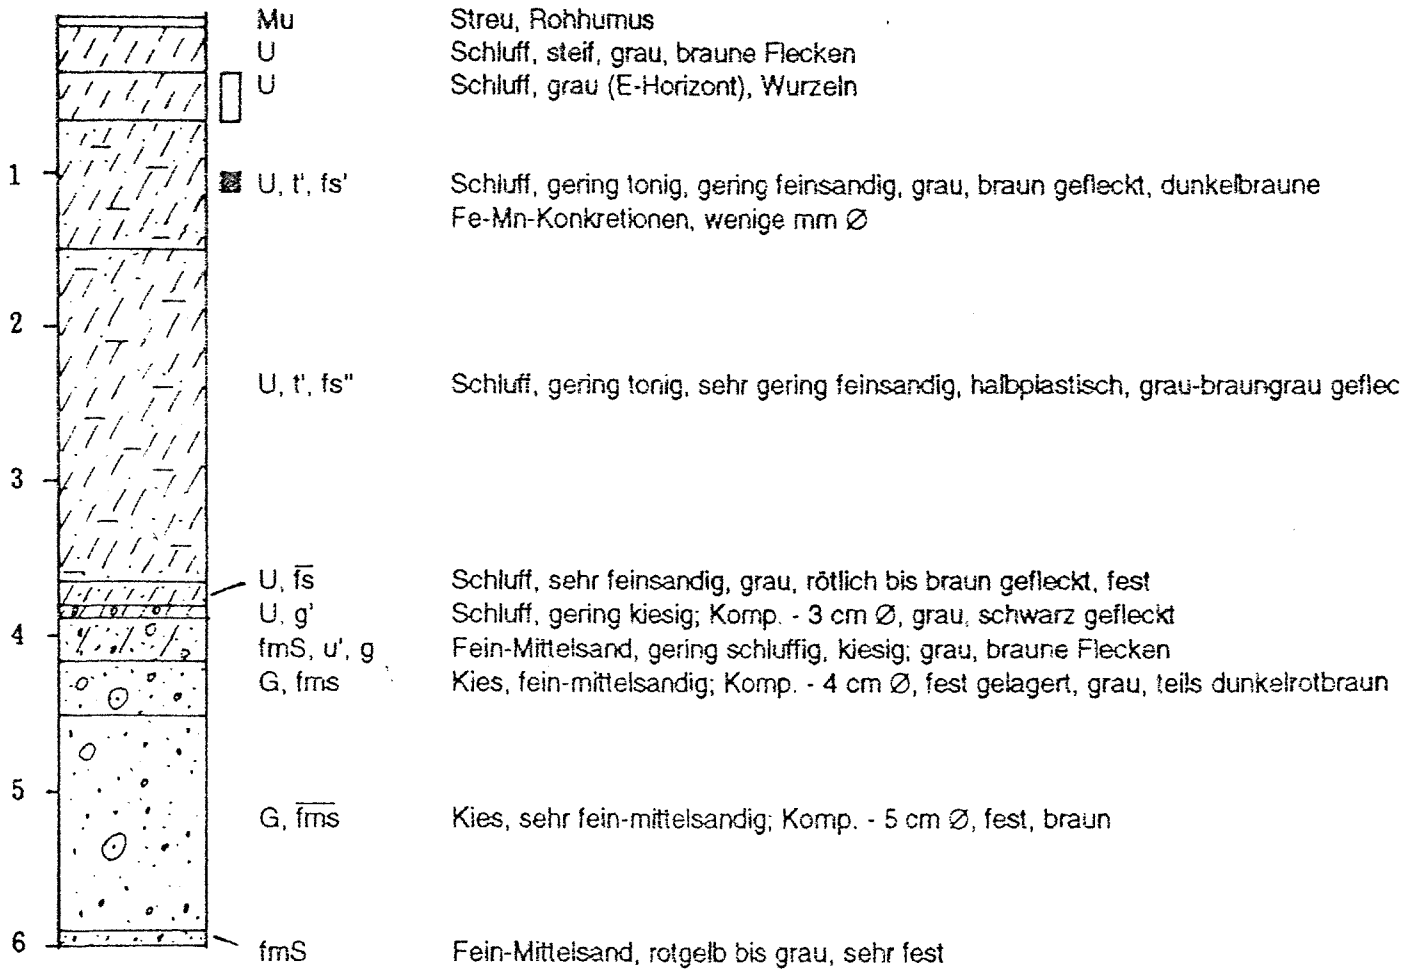 Mu Streu, Rohhumus
U Schluff, steif, grau, braune Flecken
U Schluff, grau (E-Horizont), Wurzeln
1 U, t', fs' Schluff, gering tonig, gering feinsandig, grau, braun gefleckt, dunkelbraune
Fe-Mn-Konkretionen, wenige mm Ø
2
U, t', fs" Schluff, gering tonig, sehr gering feinsandig, halbplastisch, grau-braungrau geflec
3
U, f̅s̅ Schluff, sehr feinsandig, grau, rötlich bis braun gefleckt, fest
U, g' Schluff, gering kiesig; Komp. - 3 cm Ø, grau, schwarz gefleckt
4 fmS, u', g Fein-Mittelsand, gering schluffig, kiesig; grau, braune Flecken
G, fms Kies, fein-mittelsandig; Komp. - 4 cm Ø, fest gelagert, grau, teils dunkelrotbraun
5
G, f̅m̅s̅ Kies, sehr fein-mittelsandig; Komp. - 5 cm Ø, fest, braun
6 fmS Fein-Mittelsand, rotgelb bis grau, sehr fest